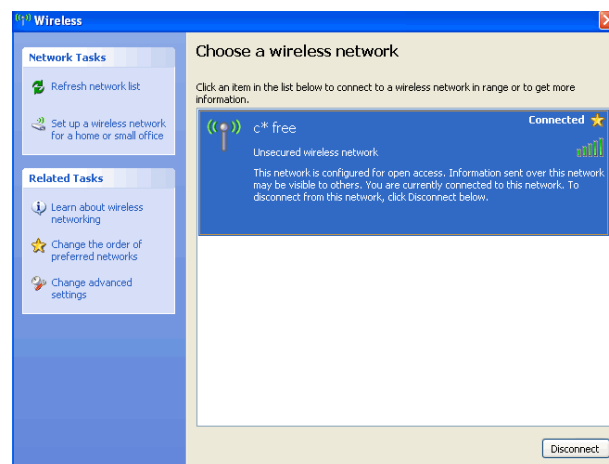 Wireless
Network Tasks
Refresh network list
Set up a wireless network
for a home or small office
Related Tasks
Learn about wireless
networking
Change the order of
preferred networks
Change advanced
settings
Choose a wireless network
Click an item in the list below to connect to a wireless network in range or to get more
information.
c* free
Connected
Unsecured wireless network
This network is configured for open access. Information sent over this network
may be visible to others. You are currently connected to this network. To
disconnect from this network, click Disconnect below.
Disconnect